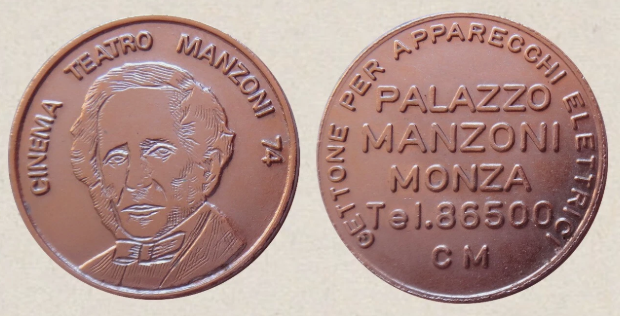 CINEMA TEATRO MANZONI 74
GETTONE PER APPARECCHI ELETTRICI
PALAZZO
MANZONI
MONZA
Tel.86500
CM